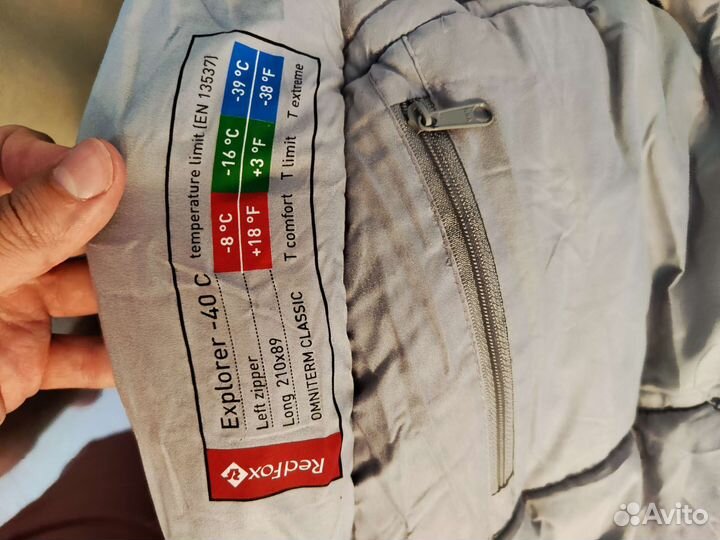 RedFox
Explorer -40 C
Left zipper
Long 210x89
OMNITERM CLASSIC
temperature limit (EN 13537)
-8 °C -16 °C -39 °C
+18 °F +3 °F -38 °F
T comfort T limit T extreme
Avito